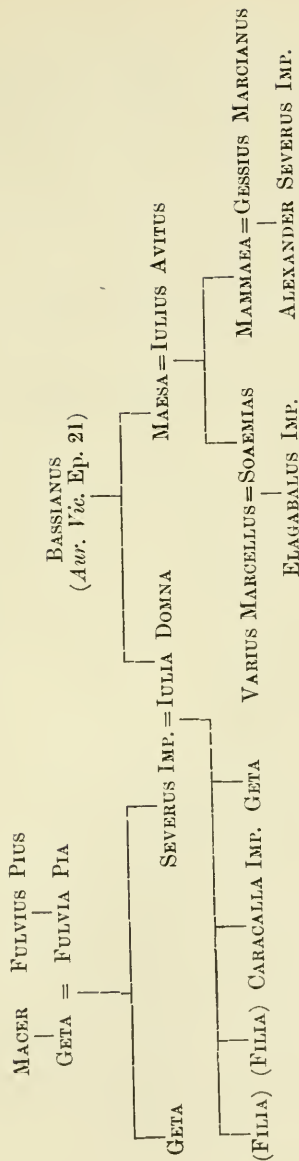 MACER FULVIUS PIUS
GETA = FULVIA PIA
BASSIANUS
(Aur. Vic. Ep. 21)
GETA SEVERUS IMP. = IULIA DOMNA MAESA = IULIUS AVITUS
(FILIA) (FILIA) CARACALLA IMP. GETA
VARIUS MARCELLUS = SOAEMIAS MAMMAEA = GESSIUS MARCIANUS
ELAGABALUS IMP. ALEXANDER SEVERUS IMP.